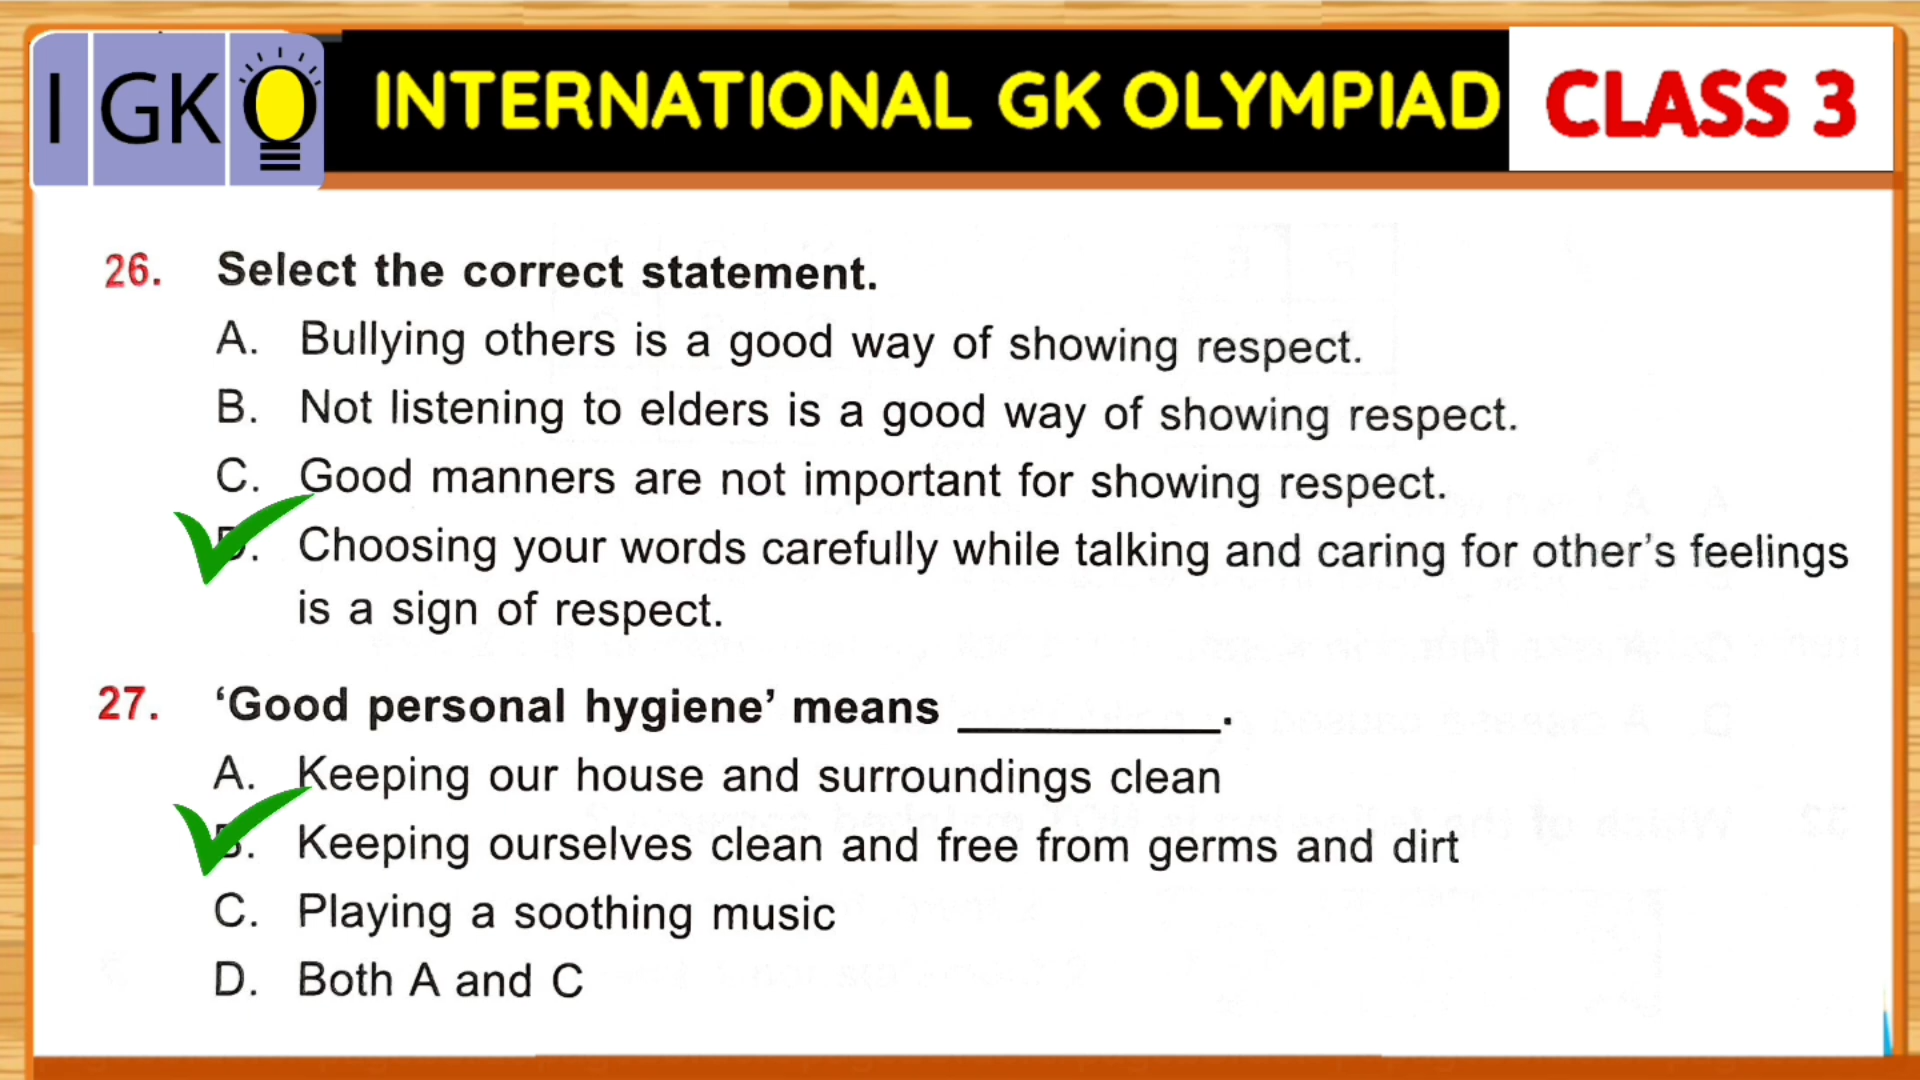 IGKO INTERNATIONAL GK OLYMPIAD CLASS 3
26. Select the correct statement.
A. Bullying others is a good way of showing respect.
B. Not listening to elders is a good way of showing respect.
C. Good manners are not important for showing respect.
D. Choosing your words carefully while talking and caring for other's feelings
is a sign of respect.
27. ‘Good personal hygiene’ means ___________.
A. Keeping our house and surroundings clean
B. Keeping ourselves clean and free from germs and dirt
C. Playing a soothing music
D. Both A and C